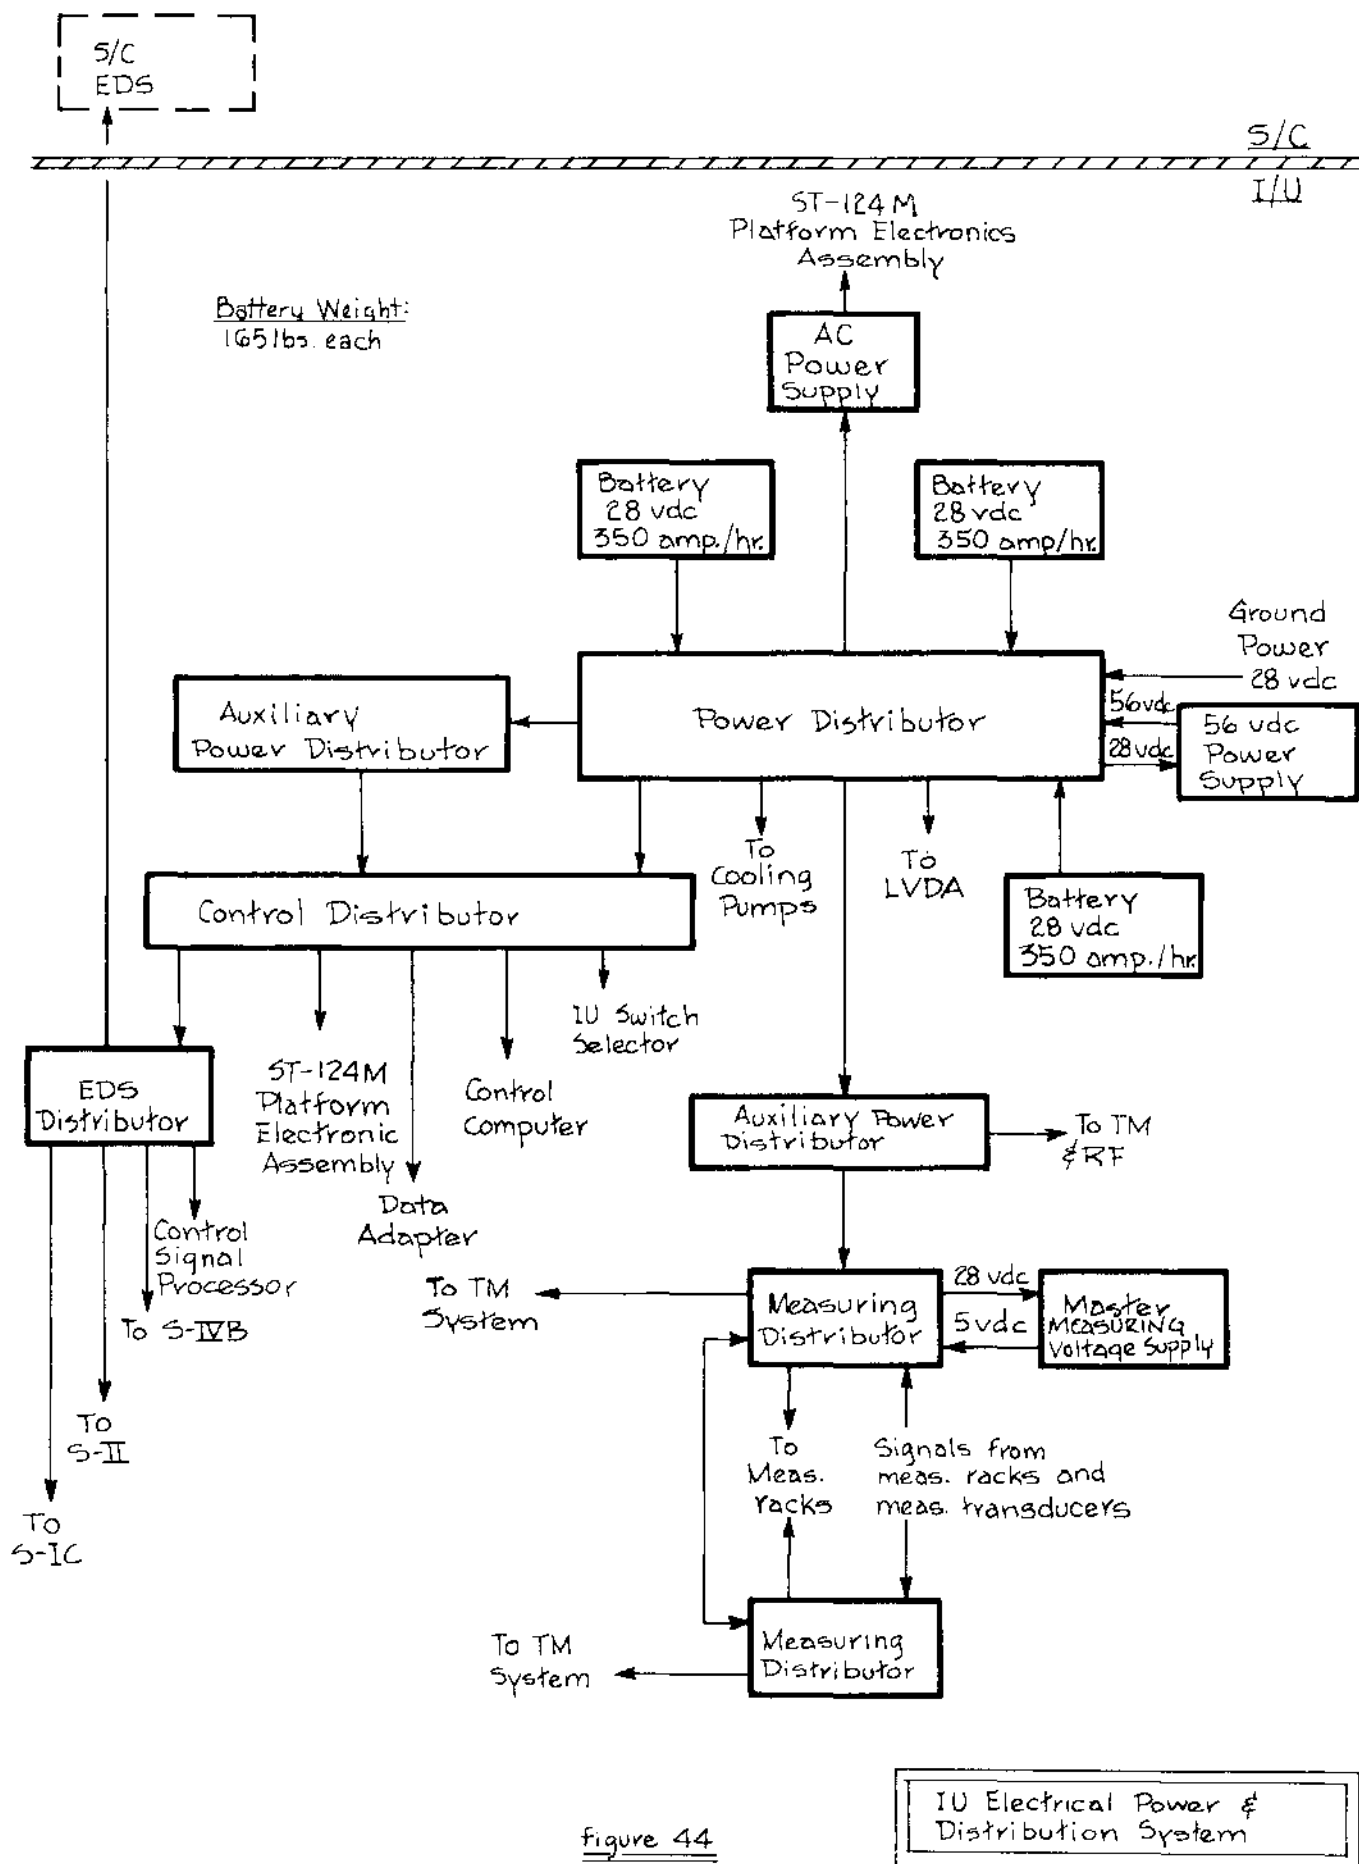 S/C
EDS
S/C
I/U
ST-124M
Platform Electronics
Assembly
Battery Weight:
165 lbs. each
AC
Power
Supply
Battery
28 vdc
350 amp./hr.
Battery
28 vdc
350 amp/hr.
Ground
Power
28 vdc
Auxiliary
Power Distributor
Power Distributor
56vdc
28vdc
56 vdc
Power
Supply
To
Cooling
Pumps
To
LVDA
Battery
28 vdc
350 amp./hr.
Control Distributor
IU Switch
Selector
EDS
Distributor
ST-124M
Platform
Electronic
Assembly
Control
Computer
Data
Adapter
Auxiliary Power
Distributor
To TM
& RF
Control
Signal
Processor
To S-IVB
To
S-II
To
S-IC
To TM
System
Measuring
Distributor
28 vdc
5vdc
Master
MEASURING
Voltage Supply
To
Meas.
racks
Signals from
meas. racks and
meas. transducers
To TM
System
Measuring
Distributor
figure 44
IU Electrical Power &
Distribution System